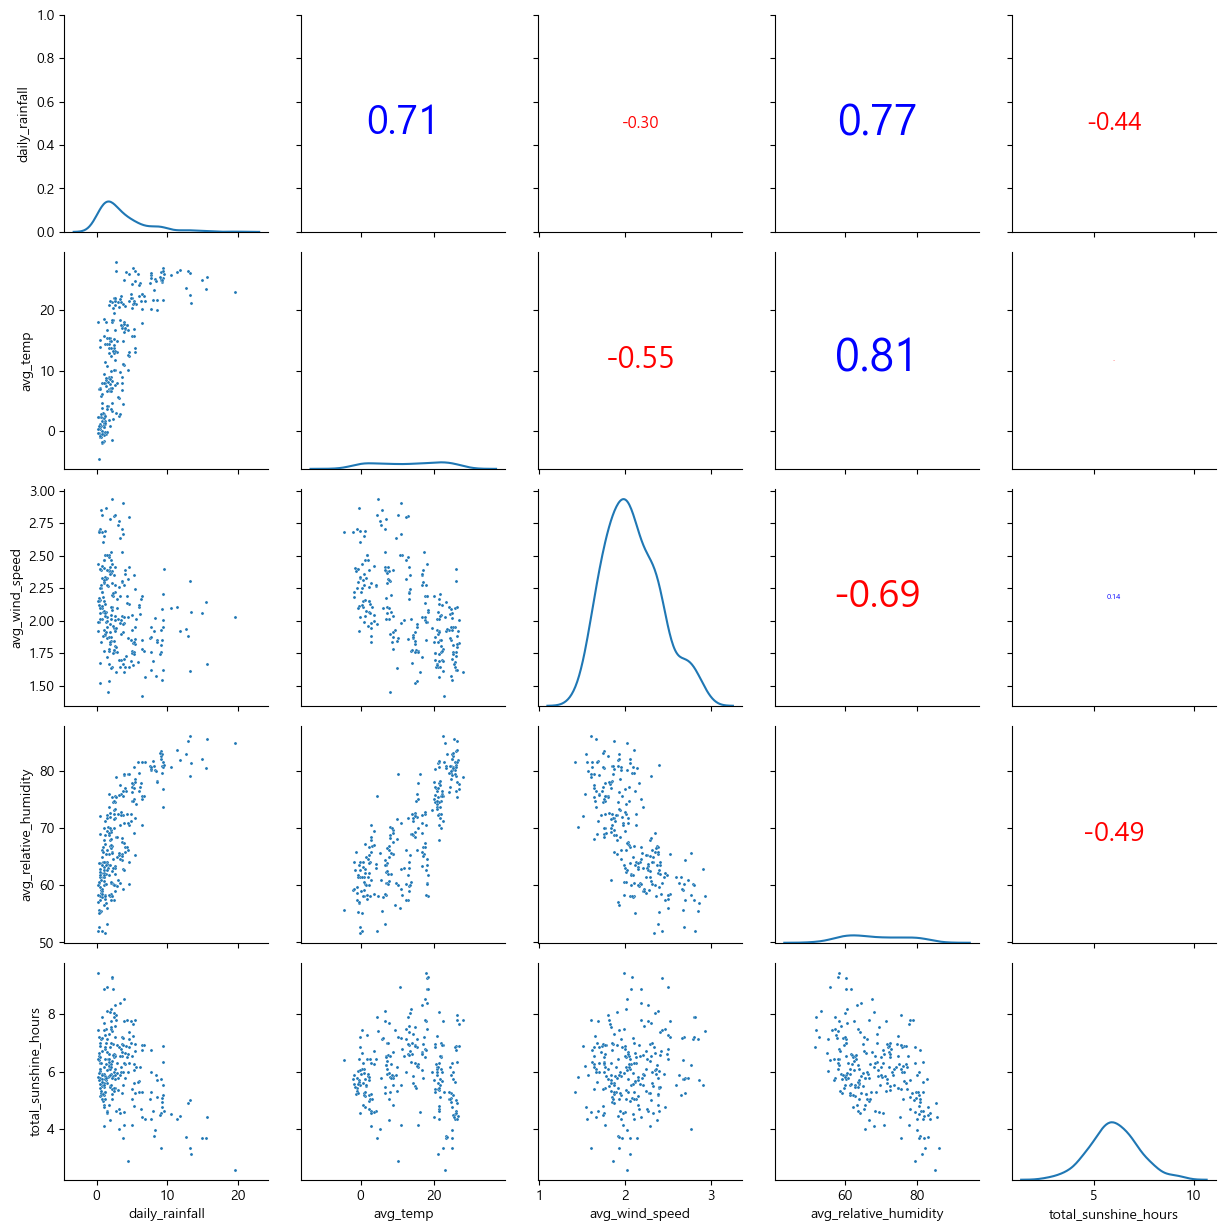 1.0
0.8
0.6
0.4
0.2
0.0
daily_rainfall
0.71
-0.30
0.77
-0.44
20
10
0
avg_temp
-0.55
0.81
3.00
2.75
2.50
2.25
2.00
1.75
1.50
avg_wind_speed
-0.69
0.14
80
70
60
50
avg_relative_humidity
-0.49
8
6
4
total_sunshine_hours
0 10 20
0 20
1 2 3
60 80
5 10
daily_rainfall
avg_temp
avg_wind_speed
avg_relative_humidity
total_sunshine_hours